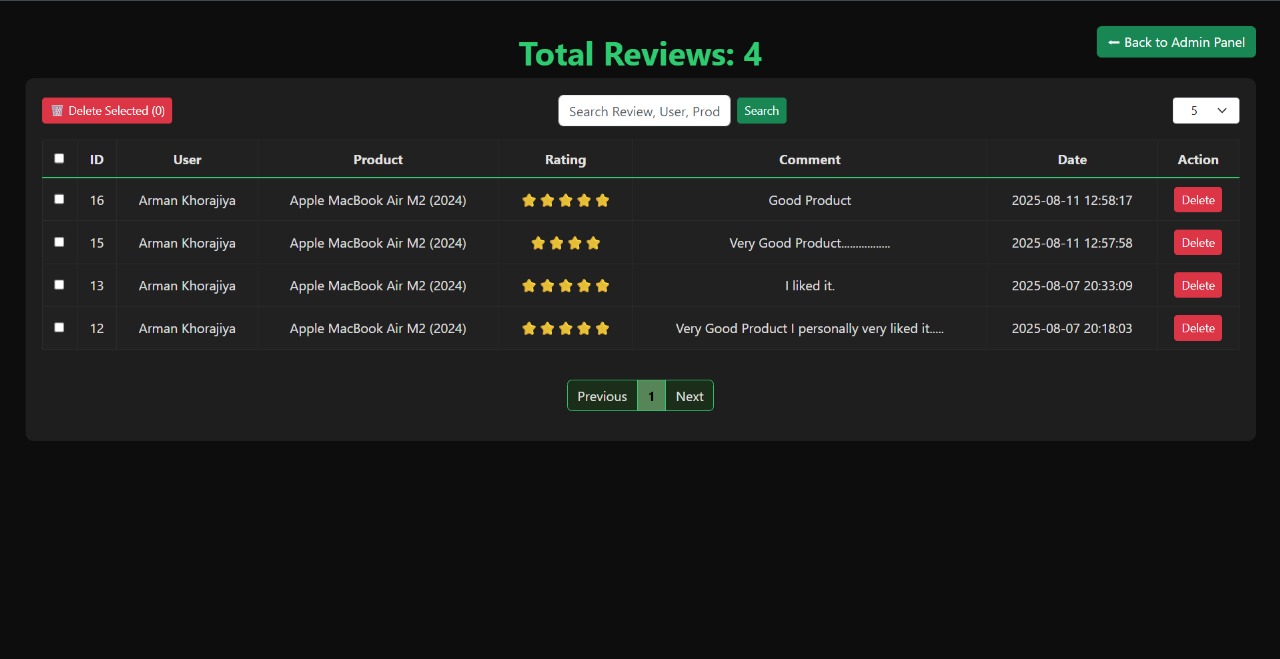 Total Reviews: 4
Back to Admin Panel
Delete Selected (0)
Search Review, User, Prod
Search
5
ID User Product Rating Comment Date Action
16 Arman Khorajiya Apple MacBook Air M2 (2024) Good Product 2025-08-11 12:58:17 Delete
15 Arman Khorajiya Apple MacBook Air M2 (2024) Very Good Product................. 2025-08-11 12:57:58 Delete
13 Arman Khorajiya Apple MacBook Air M2 (2024) I liked it. 2025-08-07 20:33:09 Delete
12 Arman Khorajiya Apple MacBook Air M2 (2024) Very Good Product I personally very liked it..... 2025-08-07 20:18:03 Delete
Previous 1 Next